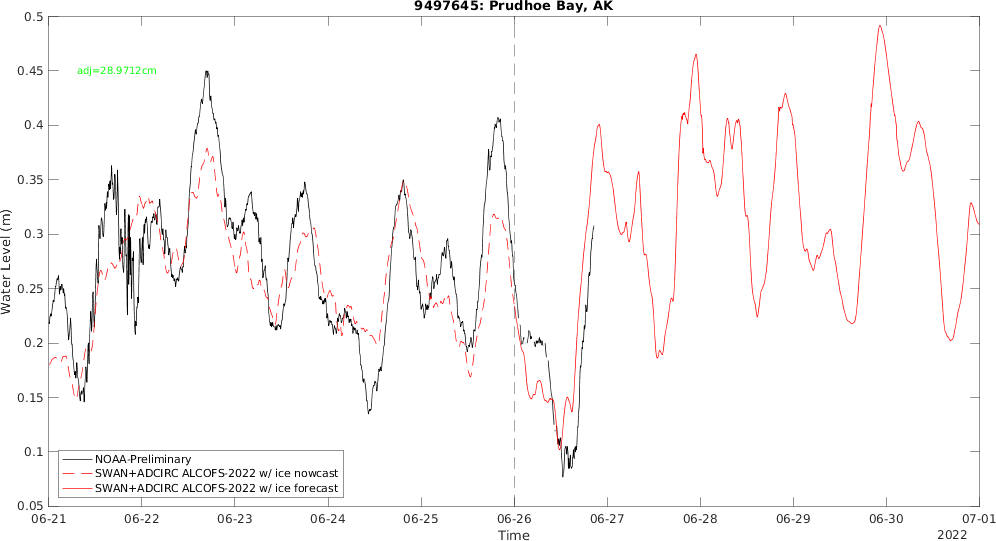 9497645: Prudhoe Bay, AK
0.5
adj=28.9712cm
0.45
0.4
0.35
0.3
0.25
0.2
0.15
0.1
0.05
Water Level (m)
NOAA-Preliminary
SWAN+ADCIRC ALCOFS-2022 w/ ice nowcast
SWAN+ADCIRC ALCOFS-2022 w/ ice forecast
06-21 06-22 06-23 06-24 06-25 06-26 06-27 06-28 06-29 06-30 07-01
Time
2022